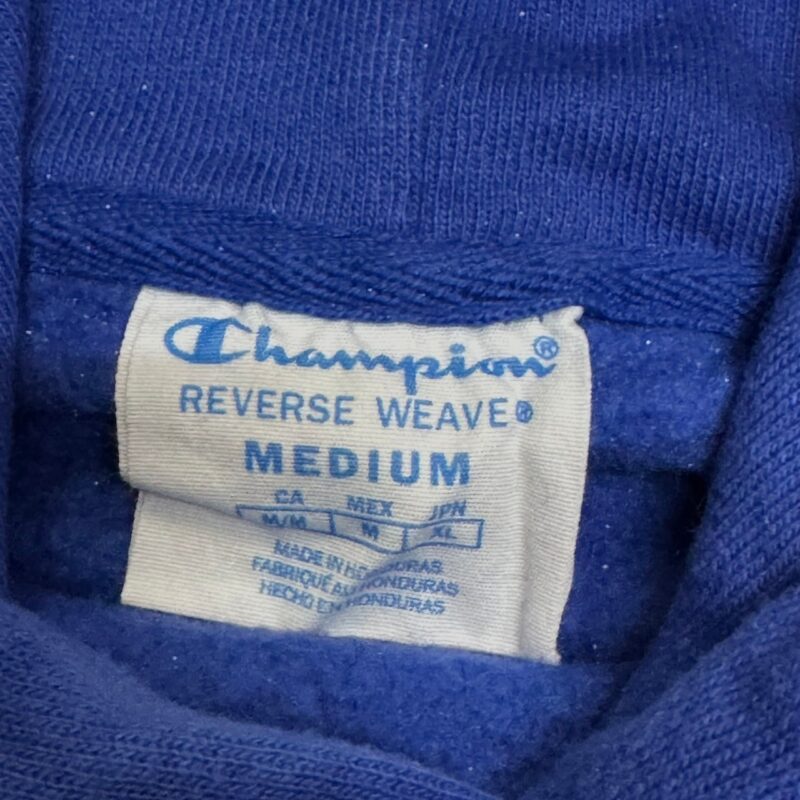 Champion®
REVERSE WEAVE®
MEDIUM
CA MEX JPN
M/M M XL
MADE IN HONDURAS
FABRIQUÉ AU HONDURAS
HECHO EN HONDURAS